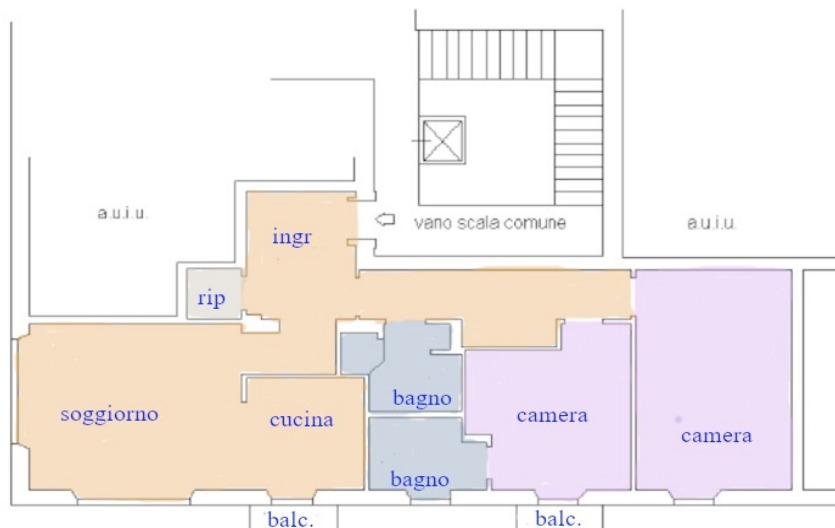 a.u.i.u.
vano scala comune
a.u.i.u.
ingr
rip
soggiorno
cucina
bagno
camera
camera
bagno
balc.
balc.